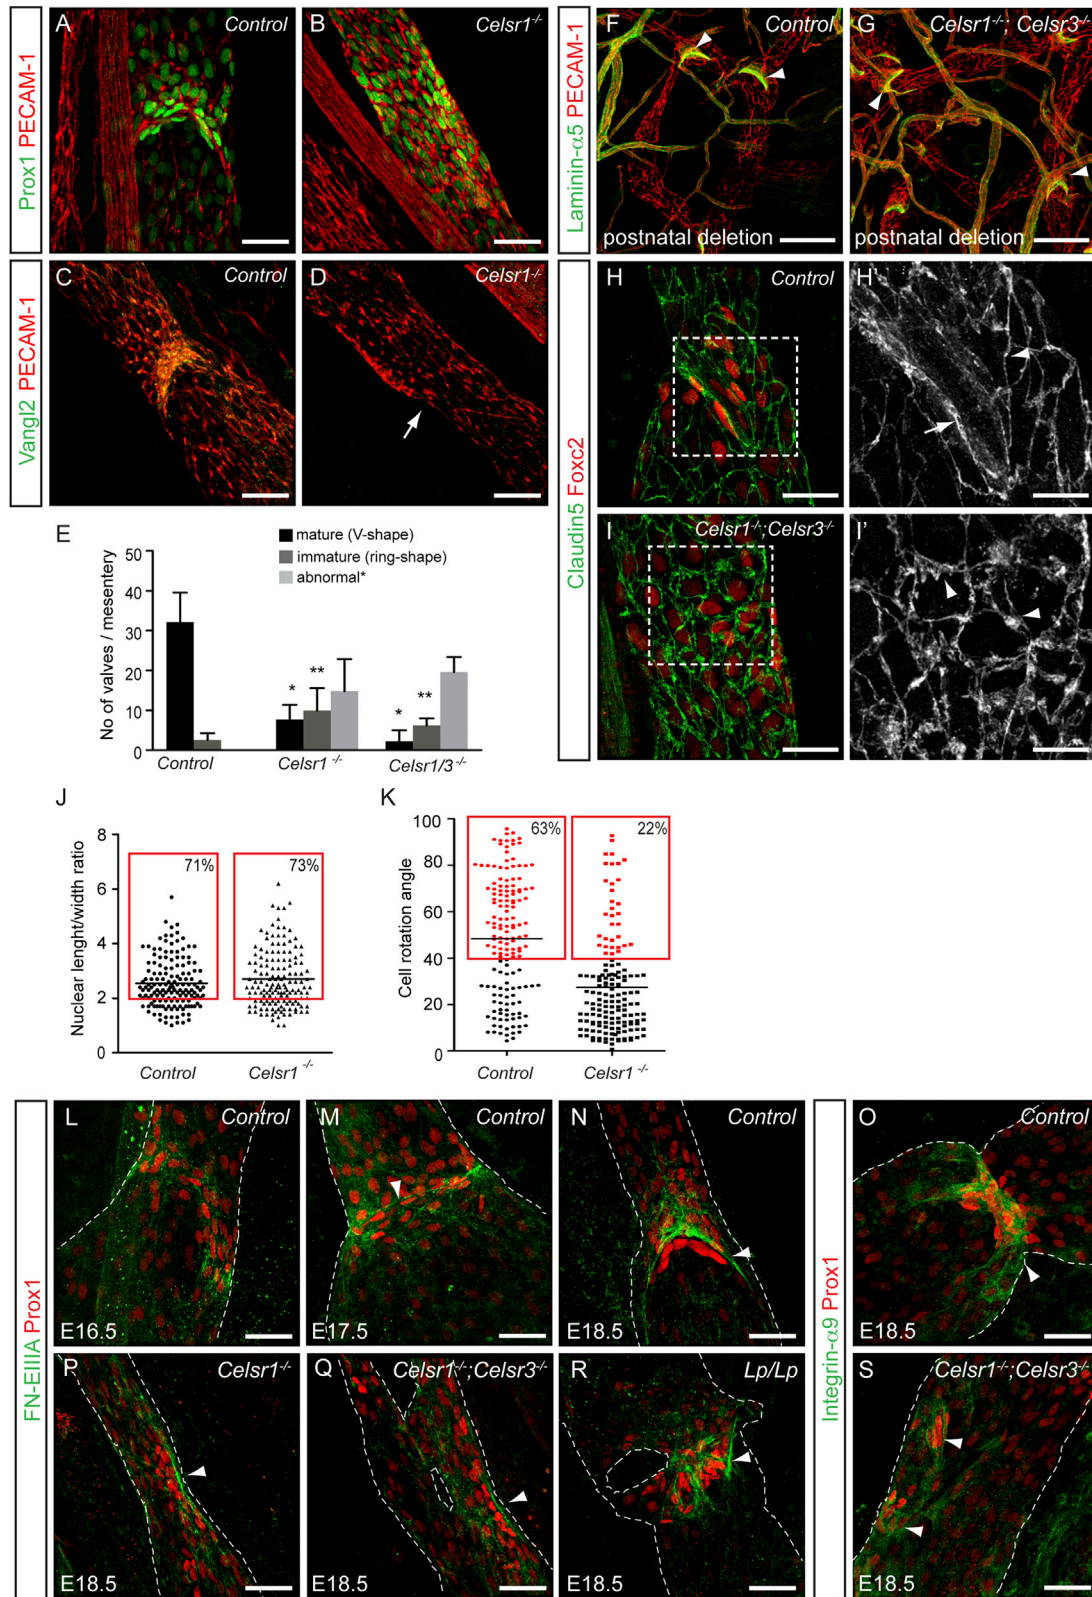 A
Control
B
Celsr1-/-
Prox1 PECAM-1
C
Control
D
Celsr1-/-
Vangl2 PECAM-1
E
mature (V-shape)
immature (ring-shape)
abnormal*
No of valves / mesentery
50
40
30
20
10
0
*
**
*
**
Control
Celsr1 -/-
Celsr1/3 -/-
F
Control
postnatal deletion
G
Celsr1-/-; Celsr3-/-
postnatal deletion
Laminin-α5 PECAM-1
H
Control
H'
I
Celsr1-/-;Celsr3-/-
I'
Claudin5 Foxc2
J
Nuclear lenght/width ratio
8
6
4
2
0
71%
73%
Control
Celsr1 -/-
K
Cell rotation angle
100
80
60
40
20
0
63%
22%
Control
Celsr1 -/-
FN-EIIIA Prox1
L
Control
E16.5
M
Control
E17.5
N
Control
E18.5
Integrin-α9 Prox1
O
Control
E18.5
P
Celsr1-/-
E18.5
Q
Celsr1-/-;Celsr3-/-
E18.5
R
Lp/Lp
E18.5
S
Celsr1-/-;Celsr3-/-
E18.5